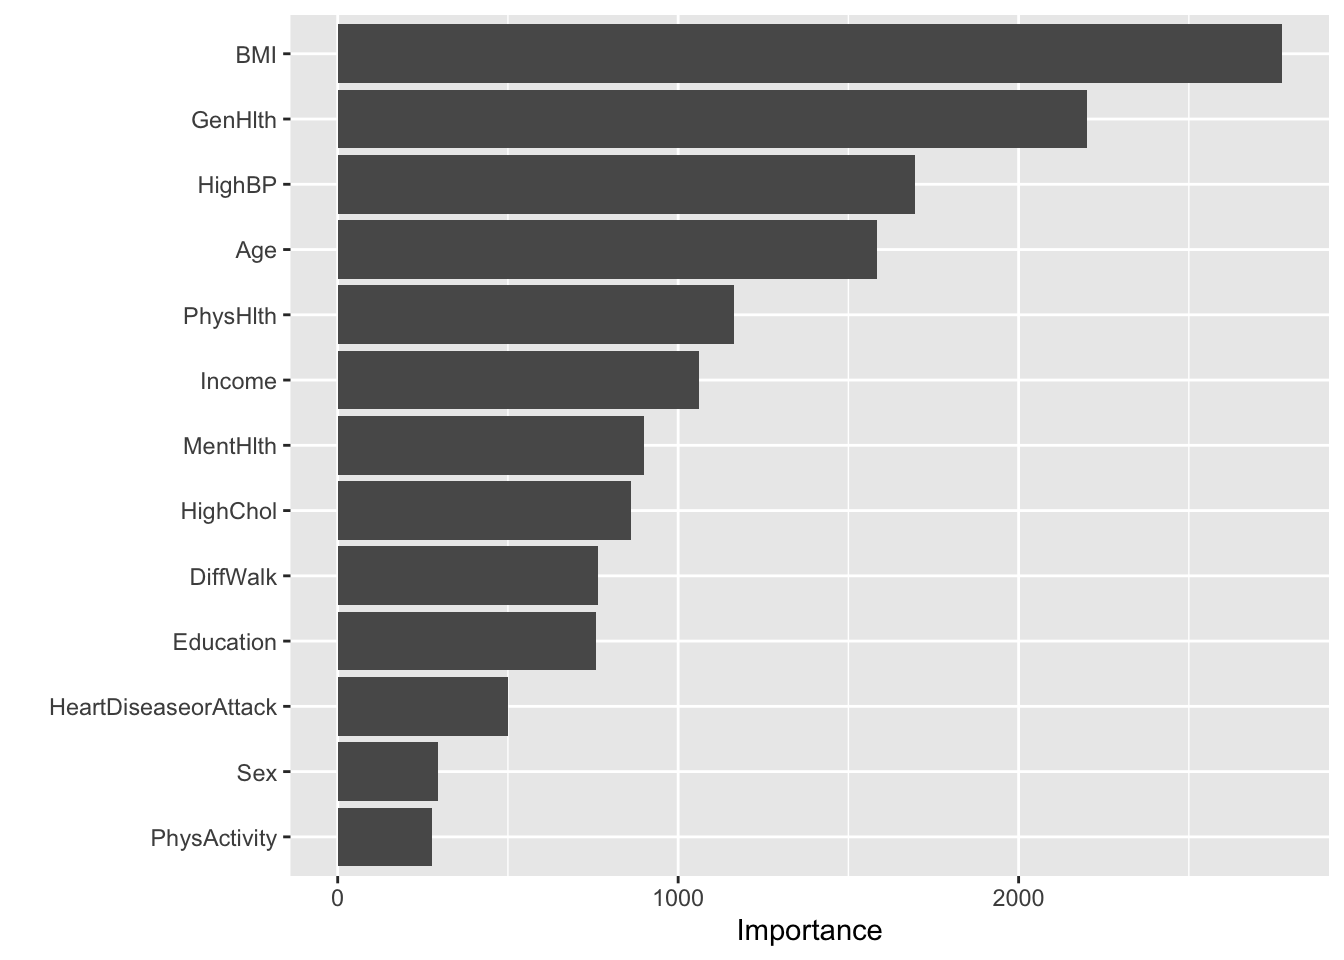 BMI
GenHlth
HighBP
Age
PhysHlth
Income
MentHlth
HighChol
DiffWalk
Education
HeartDiseaseorAttack
Sex
PhysActivity
0 1000 2000
Importance